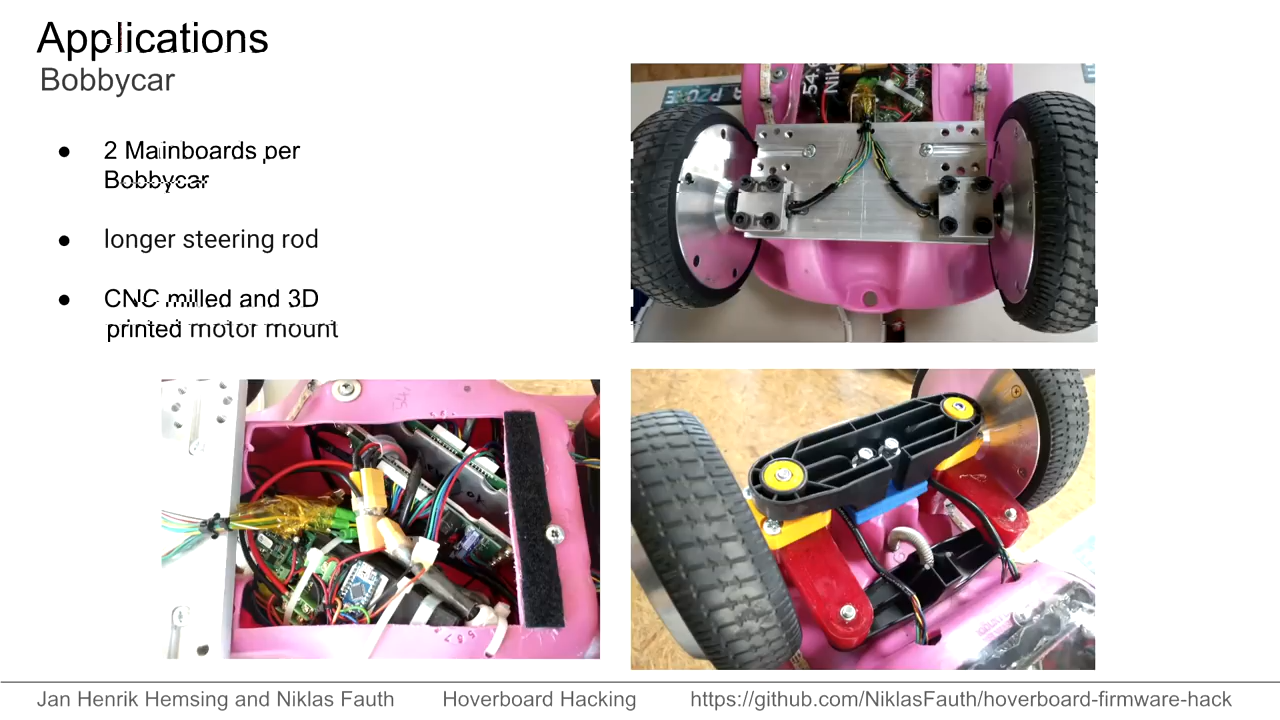 Applications
Bobbycar
● 2 Mainboards per
Bobbycar
● longer steering rod
● CNC milled and 3D
printed motor mount
Jan Henrik Hemsing and Niklas Fauth
Hoverboard Hacking
https://github.com/NiklasFauth/hoverboard-firmware-hack